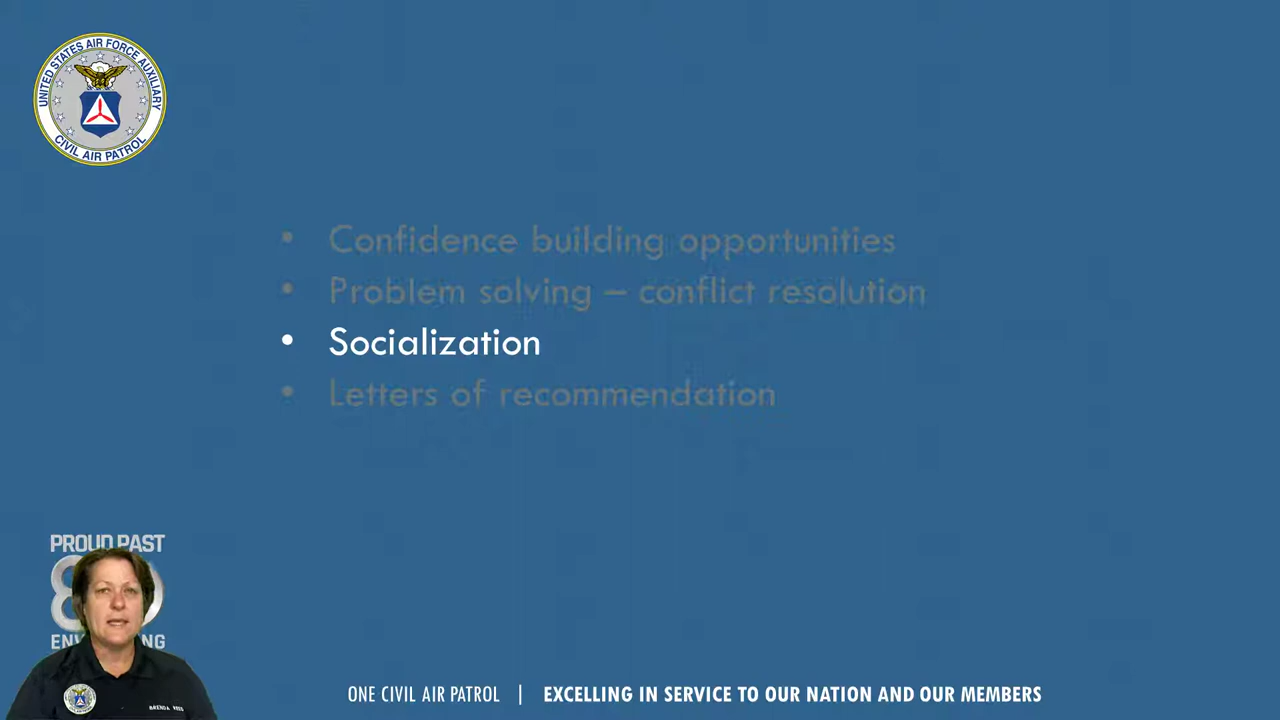 UNITED STATES AIR FORCE AUXILIARY
CIVIL AIR PATROL
• Confidence building opportunities
• Problem solving – conflict resolution
• Socialization
• Letters of recommendation
PROUD PAST
BRENDA
ONE CIVIL AIR PATROL | EXCELLING IN SERVICE TO OUR NATION AND OUR MEMBERS